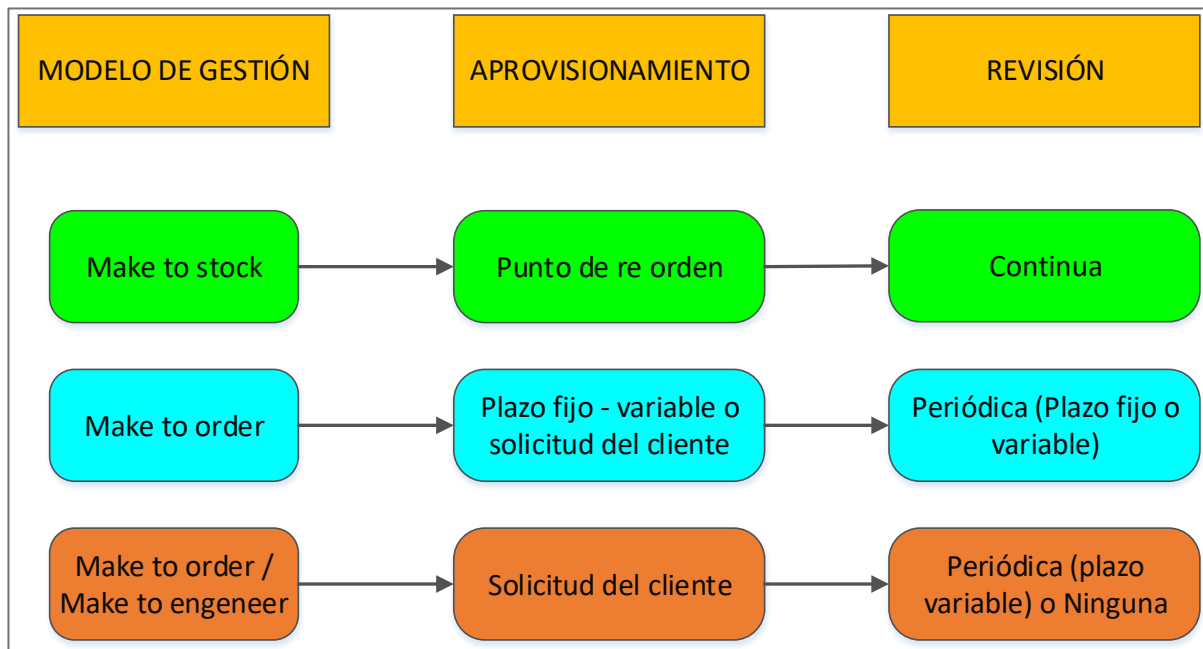 MODELO DE GESTIÓN
APROVISIONAMIENTO
REVISIÓN
Make to stock
Punto de re orden
Continua
Make to order
Plazo fijo - variable o
solicitud del cliente
Periódica (Plazo fijo o
variable)
Make to order /
Make to engeneer
Solicitud del cliente
Periódica (plazo
variable) o Ninguna